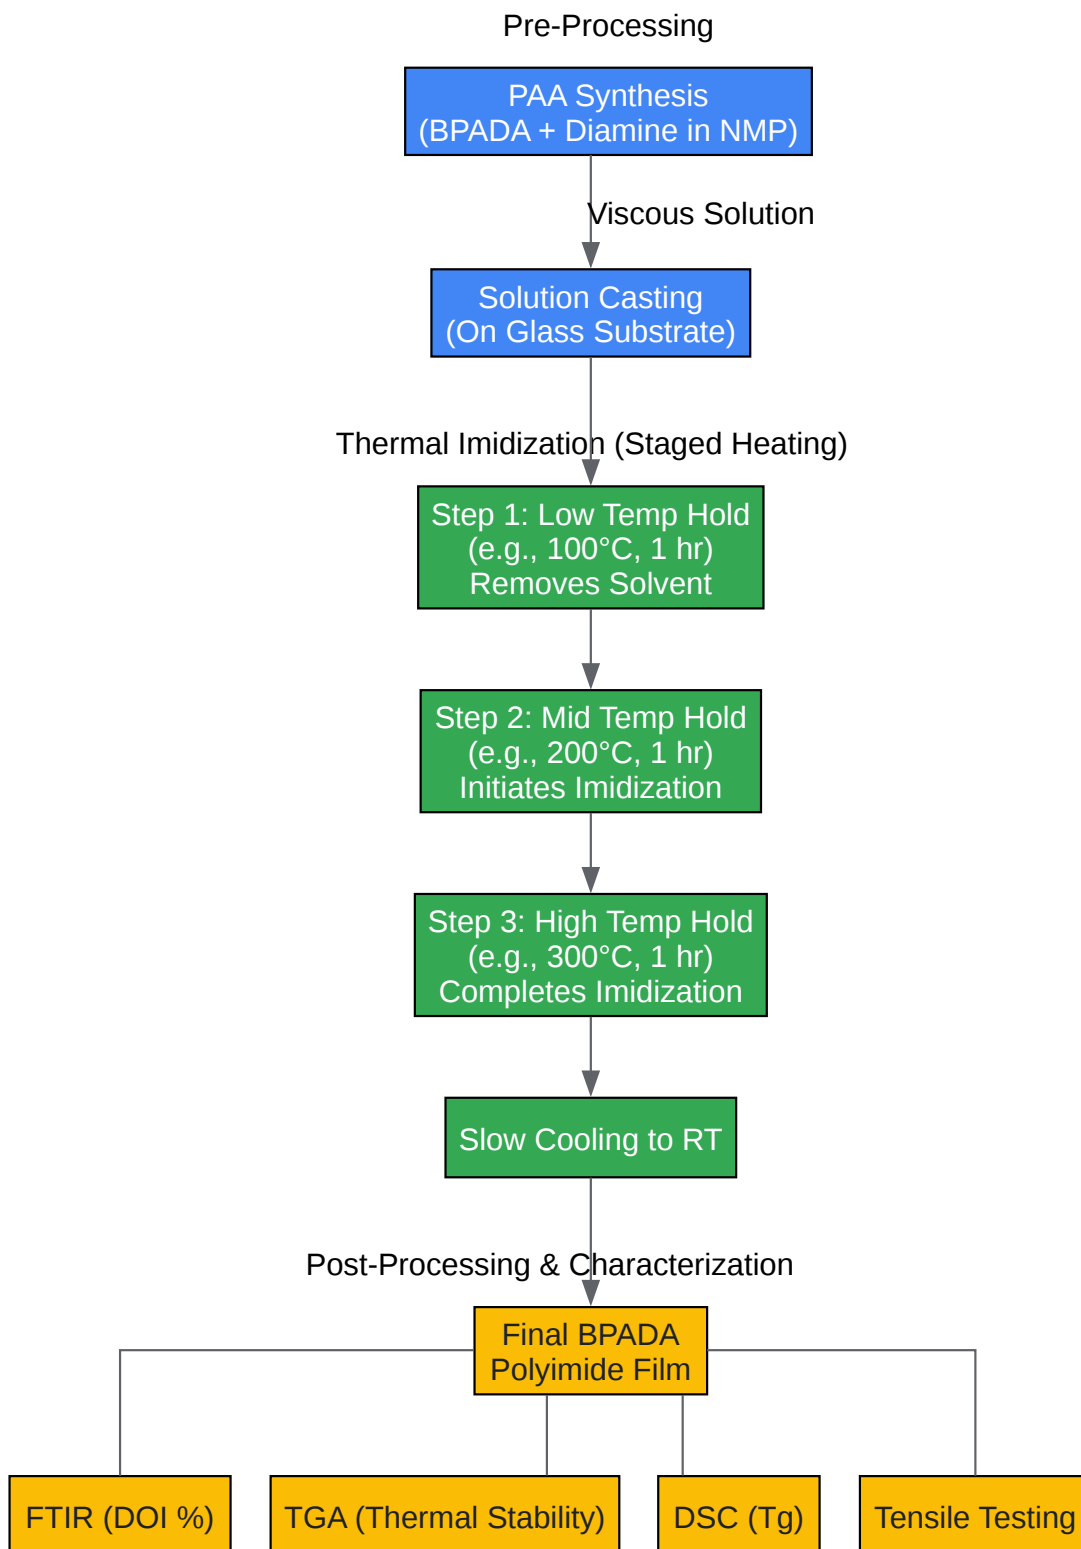 Pre-Processing
PAA Synthesis
(BPADA + Diamine in NMP)
Viscous Solution
Solution Casting
(On Glass Substrate)
Thermal Imidization (Staged Heating)
Step 1: Low Temp Hold
(e.g., 100°C, 1 hr)
Removes Solvent
Step 2: Mid Temp Hold
(e.g., 200°C, 1 hr)
Initiates Imidization
Step 3: High Temp Hold
(e.g., 300°C, 1 hr)
Completes Imidization
Slow Cooling to RT
Post-Processing & Characterization
Final BPADA
Polyimide Film
FTIR (DOI %)
TGA (Thermal Stability)
DSC (Tg)
Tensile Testing